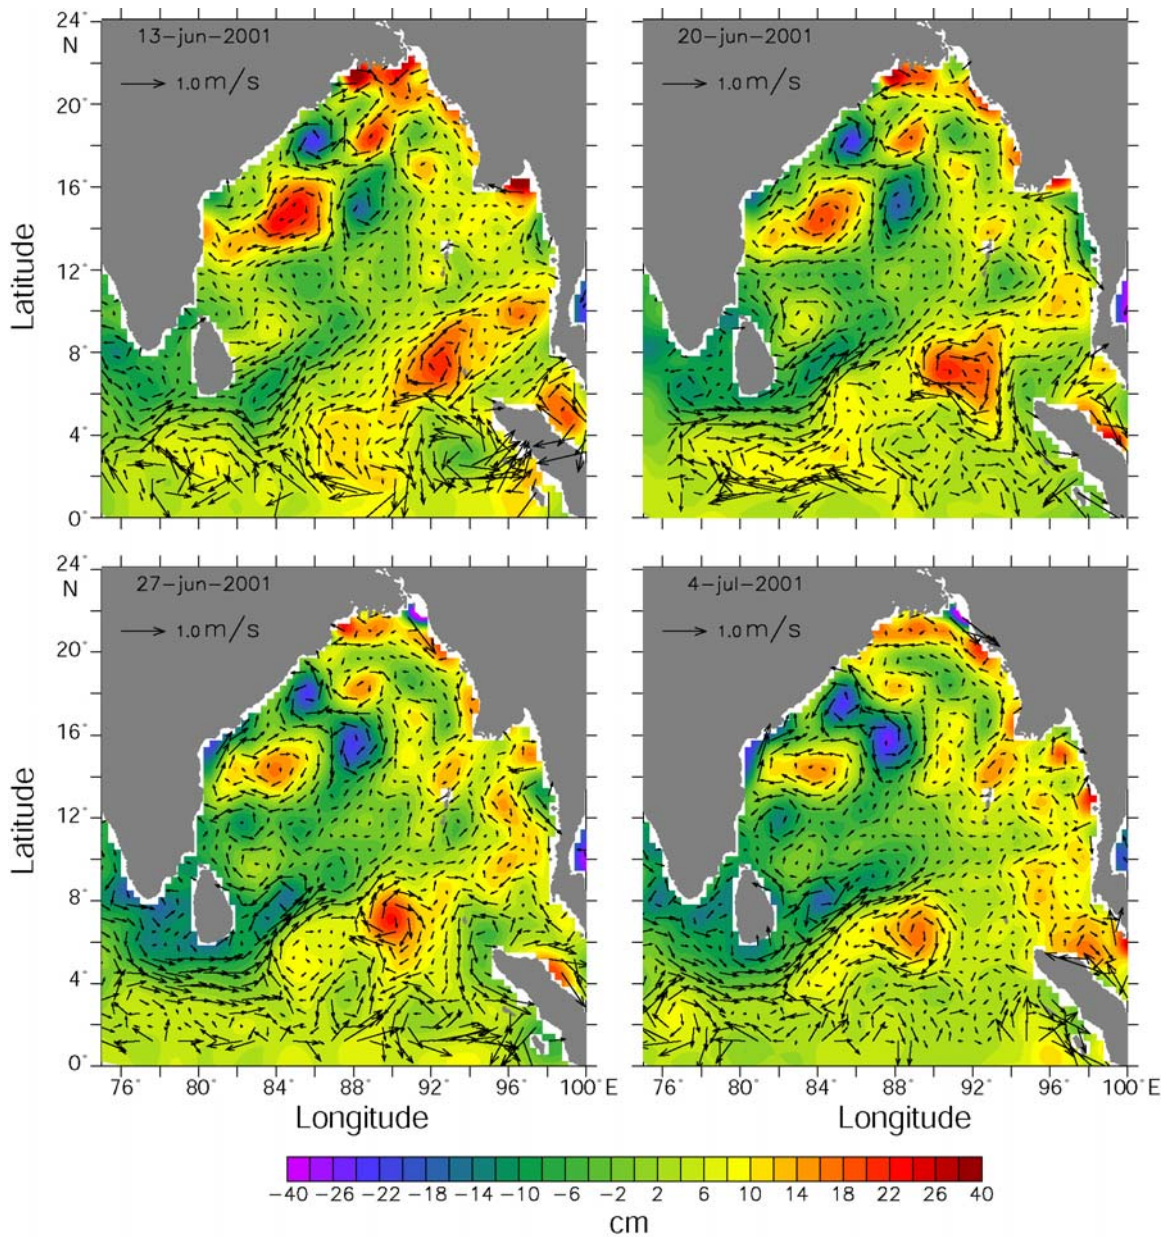 24°
N
20°
16°
12°
8°
4°
0°
Latitude
13-jun-2001
1.0 m/s
20-jun-2001
1.0 m/s
24°
N
20°
16°
12°
8°
4°
0°
Latitude
27-jun-2001
1.0 m/s
4-jul-2001
1.0 m/s
76° 80° 84° 88° 92° 96° 100° E
76° 80° 84° 88° 92° 96° 100° E
Longitude Longitude
-40 -26 -22 -18 -14 -10 -6 -2 2 6 10 14 18 22 26 40
cm